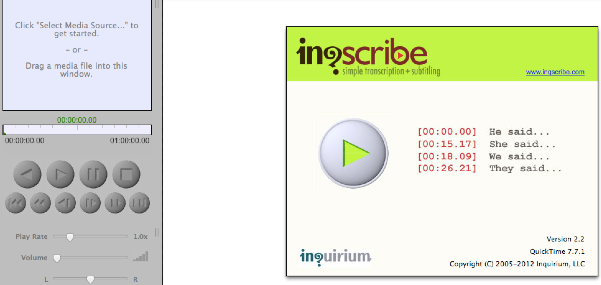 Click "Select Media Source..." to
get started.
- or -
Drag a media file into this
window.
00:00:00.00
00:00:00.00 01:00:00.00
Play Rate 1.0x
Volume
L R
inqscribe
simple transcription + subtitling
www.inqscribe.com
[00:00.00] He said...
[00:15.17] She said...
[00:18.09] We said...
[00:26.21] They said...
Version 2.2
QuickTime 7.7.1
inquirium
Copyright (C) 2005-2012 Inquirium, LLC